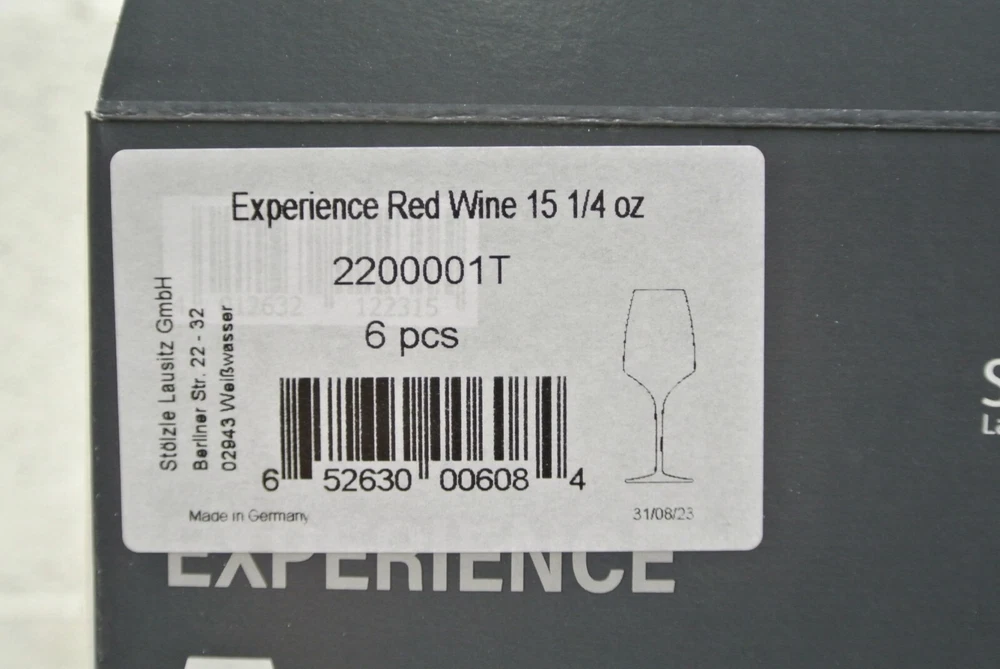 Experience Red Wine 15 1/4 oz
2200001T
6 pcs
Stölzle Lausitz GmbH
Berliner Str. 22 - 32
02943 Weißwasser
6 52630 00608 4
Made in Germany
31/08/23
122315
EXPERIENCE